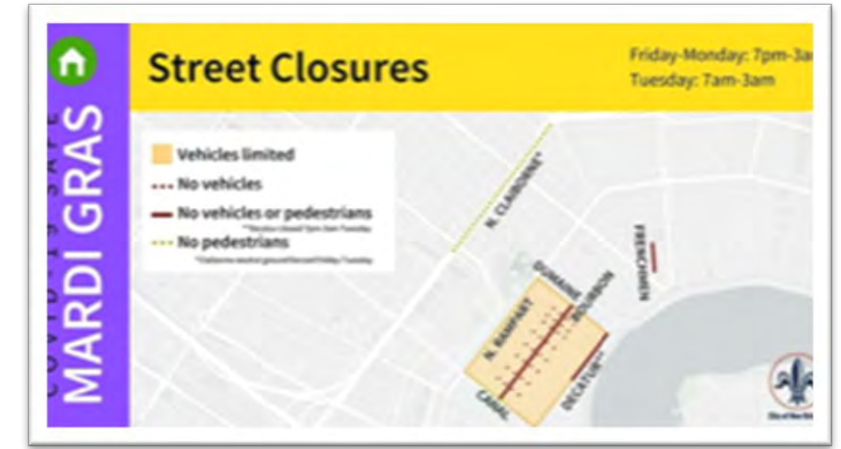 COVID-19 SAFE
MARDI GRAS
Street Closures
Friday-Monday: 7pm-3a
Tuesday: 7am-3am
Vehicles limited
No vehicles
No vehicles or pedestrians
No pedestrians
N. CLAIBORNE*
FRENCHMEN
DUMAINE
BOURBON
N. RAMPART
CANAL
DECATUR**